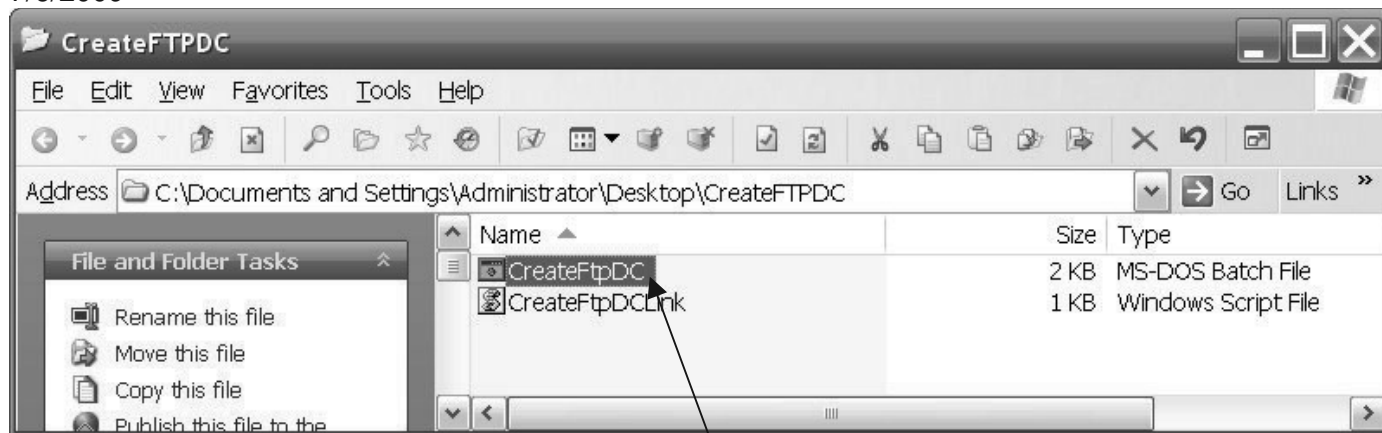 CreateFTPDC
File Edit View Favorites Tools Help
Address C:\Documents and Settings\Administrator\Desktop\CreateFTPDC Go Links »
Name Size Type
File and Folder Tasks
CreateFtpDC 2 KB MS-DOS Batch File
CreateFtpDCLink 1 KB Windows Script File
Rename this file
Move this file
Copy this file
Publish this file to the